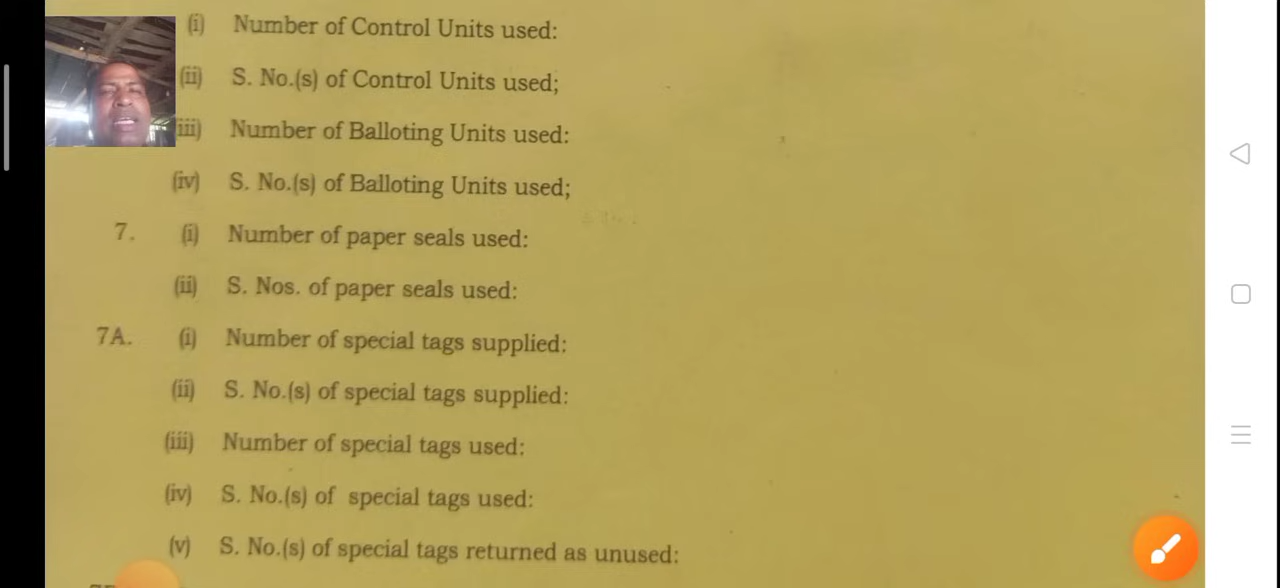 (i) Number of Control Units used:
(ii) S. No.(s) of Control Units used;
iii) Number of Balloting Units used:
(iv) S. No.(s) of Balloting Units used;
7. (i) Number of paper seals used:
(ii) S. Nos. of paper seals used:
7A. (i) Number of special tags supplied:
(ii) S. No.(s) of special tags supplied:
(iii) Number of special tags used:
(iv) S. No.(s) of special tags used:
(v) S. No.(s) of special tags returned as unused: